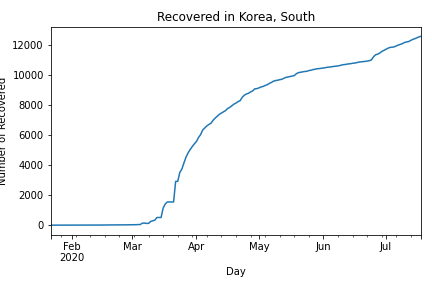 Recovered in Korea, South
Number of Recovered
12000
10000
8000
6000
4000
2000
0
Feb Mar Apr May Jun Jul
2020
Day